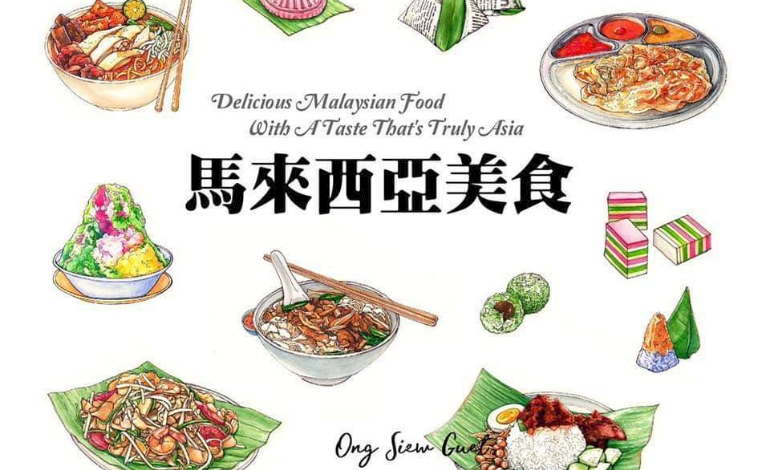 Delicious Malaysian Food
With A Taste That's Truly Asia
馬來西亞美食
Ong Siew Guet